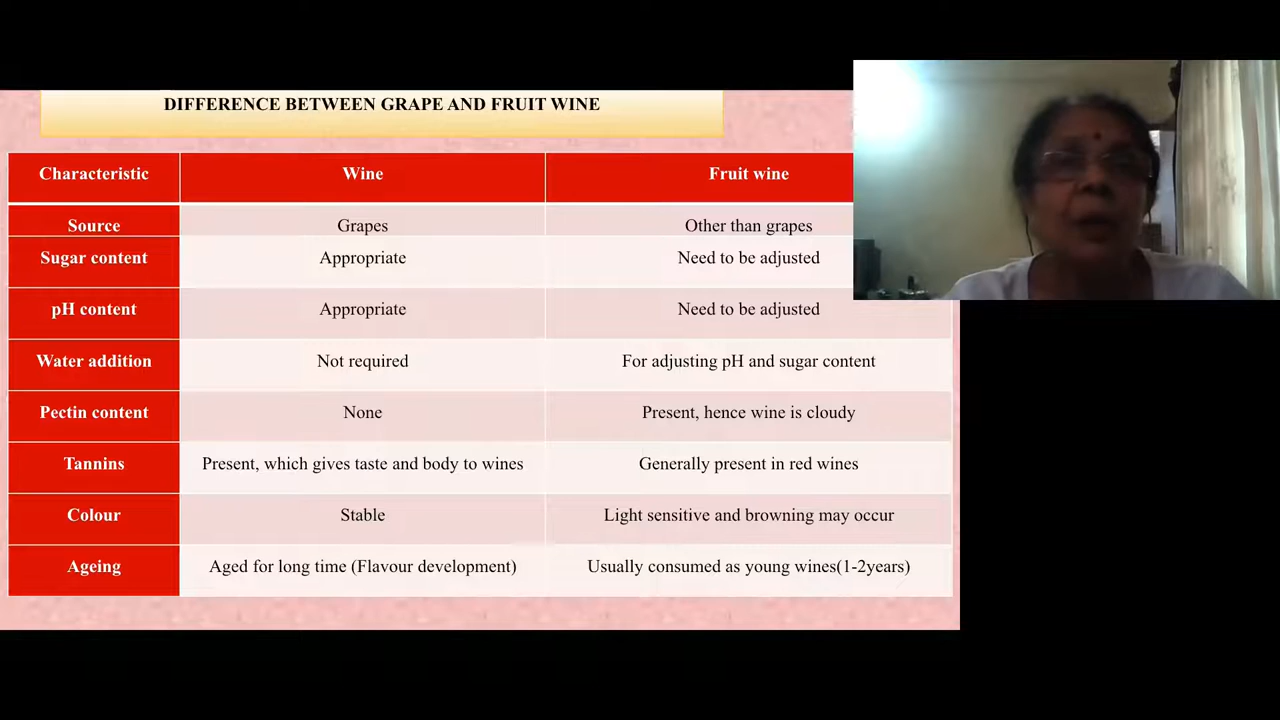 DIFFERENCE BETWEEN GRAPE AND FRUIT WINE
Characteristic Wine Fruit wine
Source Grapes Other than grapes
Sugar content Appropriate Need to be adjusted
pH content Appropriate Need to be adjusted
Water addition Not required For adjusting pH and sugar content
Pectin content None Present, hence wine is cloudy
Tannins Present, which gives taste and body to wines Generally present in red wines
Colour Stable Light sensitive and browning may occur
Ageing Aged for long time (Flavour development) Usually consumed as young wines(1-2years)